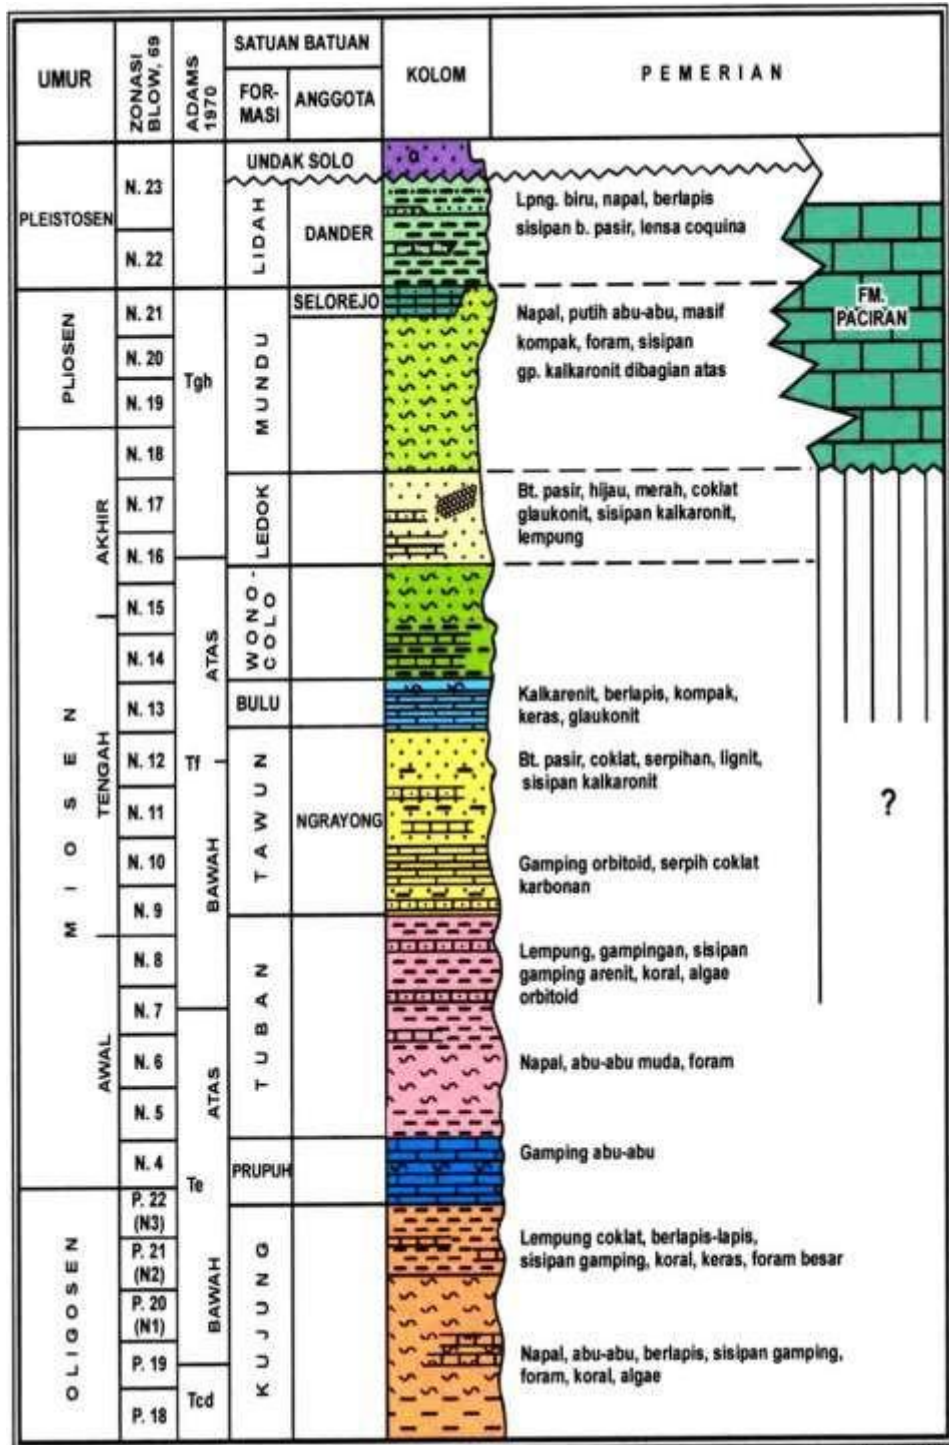 UMUR
ZONASI
BLOW, 69
ADAMS
1970
SATUAN BATUAN
FOR-
MASI
ANGGOTA
KOLOM
PEMERIAN
PLEISTOSEN
PLIOSEN
MIOSEN
AKHIR
TENGAH
AWAL
OLIGOSEN
N. 23
N. 22
N. 21
N. 20
N. 19
N. 18
N. 17
N. 16
N. 15
N. 14
N. 13
N. 12
N. 11
N. 10
N. 9
N. 8
N. 7
N. 6
N. 5
N. 4
P. 22
(N3)
P. 21
(N2)
P. 20
(N1)
P. 19
P. 18
Tgh
ATAS
Tf
BAWAH
ATAS
Te
BAWAH
Tcd
UNDAK SOLO
LIDAH
DANDER
MUNDU
SELOREJO
LEDOK
WONO-
COLO
BULU
TAWUN
NGRAYONG
TUBAN
PRUPUH
KUJUNG
Lpng. biru, napal, berlapis
sisipan b. pasir, lensa coquina
Napal, putih abu-abu, masif
kompak, foram, sisipan
gp. kalkaronit dibagian atas
Bt. pasir, hijau, merah, coklat
glaukonit, sisipan kalkaronit,
lempung
Kalkarenit, berlapis, kompak,
keras, glaukonit
Bt. pasir, coklat, serpihan, lignit,
sisipan kalkaronit
Gamping orbitoid, serpih coklat
karbonan
Lempung, gampingan, sisipan
gamping arenit, koral, algae
orbitoid
Napal, abu-abu muda, foram
Gamping abu-abu
Lempung coklat, berlapis-lapis,
sisipan gamping, koral, keras, foram besar
Napal, abu-abu, berlapis, sisipan gamping,
foram, koral, algae
FM.
PACIRAN
?